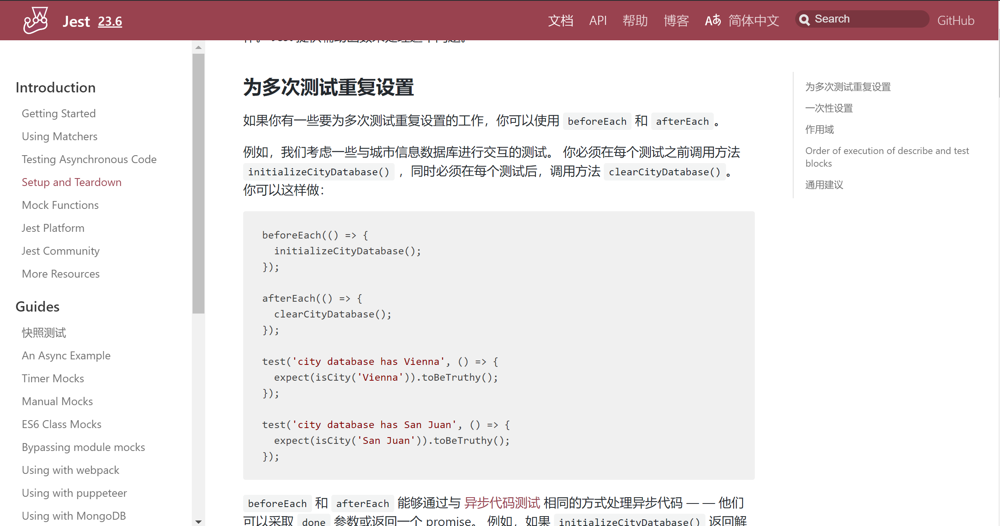 Jest 23.6
文档 API 帮助 博客 Aあ 简体中文 Search GitHub
Introduction
Getting Started
Using Matchers
Testing Asynchronous Code
Setup and Teardown
Mock Functions
Jest Platform
Jest Community
More Resources
Guides
快照测试
An Async Example
Timer Mocks
Manual Mocks
ES6 Class Mocks
Bypassing module mocks
Using with webpack
Using with puppeteer
Using with MongoDB
为多次测试重复设置
如果你有一些要为多次测试重复设置的工作，你可以使用 beforeEach 和 afterEach。
例如，我们考虑一些与城市信息数据库进行交互的测试。 你必须在每个测试之前调用方法
initializeCityDatabase() ，同时必须在每个测试后，调用方法 clearCityDatabase()。
你可以这样做：
beforeEach(() => {
  initializeCityDatabase();
});
afterEach(() => {
  clearCityDatabase();
});
test('city database has Vienna', () => {
  expect(isCity('Vienna')).toBeTruthy();
});
test('city database has San Juan', () => {
  expect(isCity('San Juan')).toBeTruthy();
});
beforeEach 和 afterEach 能够通过与 异步代码测试 相同的方式处理异步代码 — — 他们
可以采取 done 参数或返回一个 promise。 例如，如果 initializeCityDatabase() 返回解
为多次测试重复设置
一次性设置
作用域
Order of execution of describe and test
blocks
通用建议